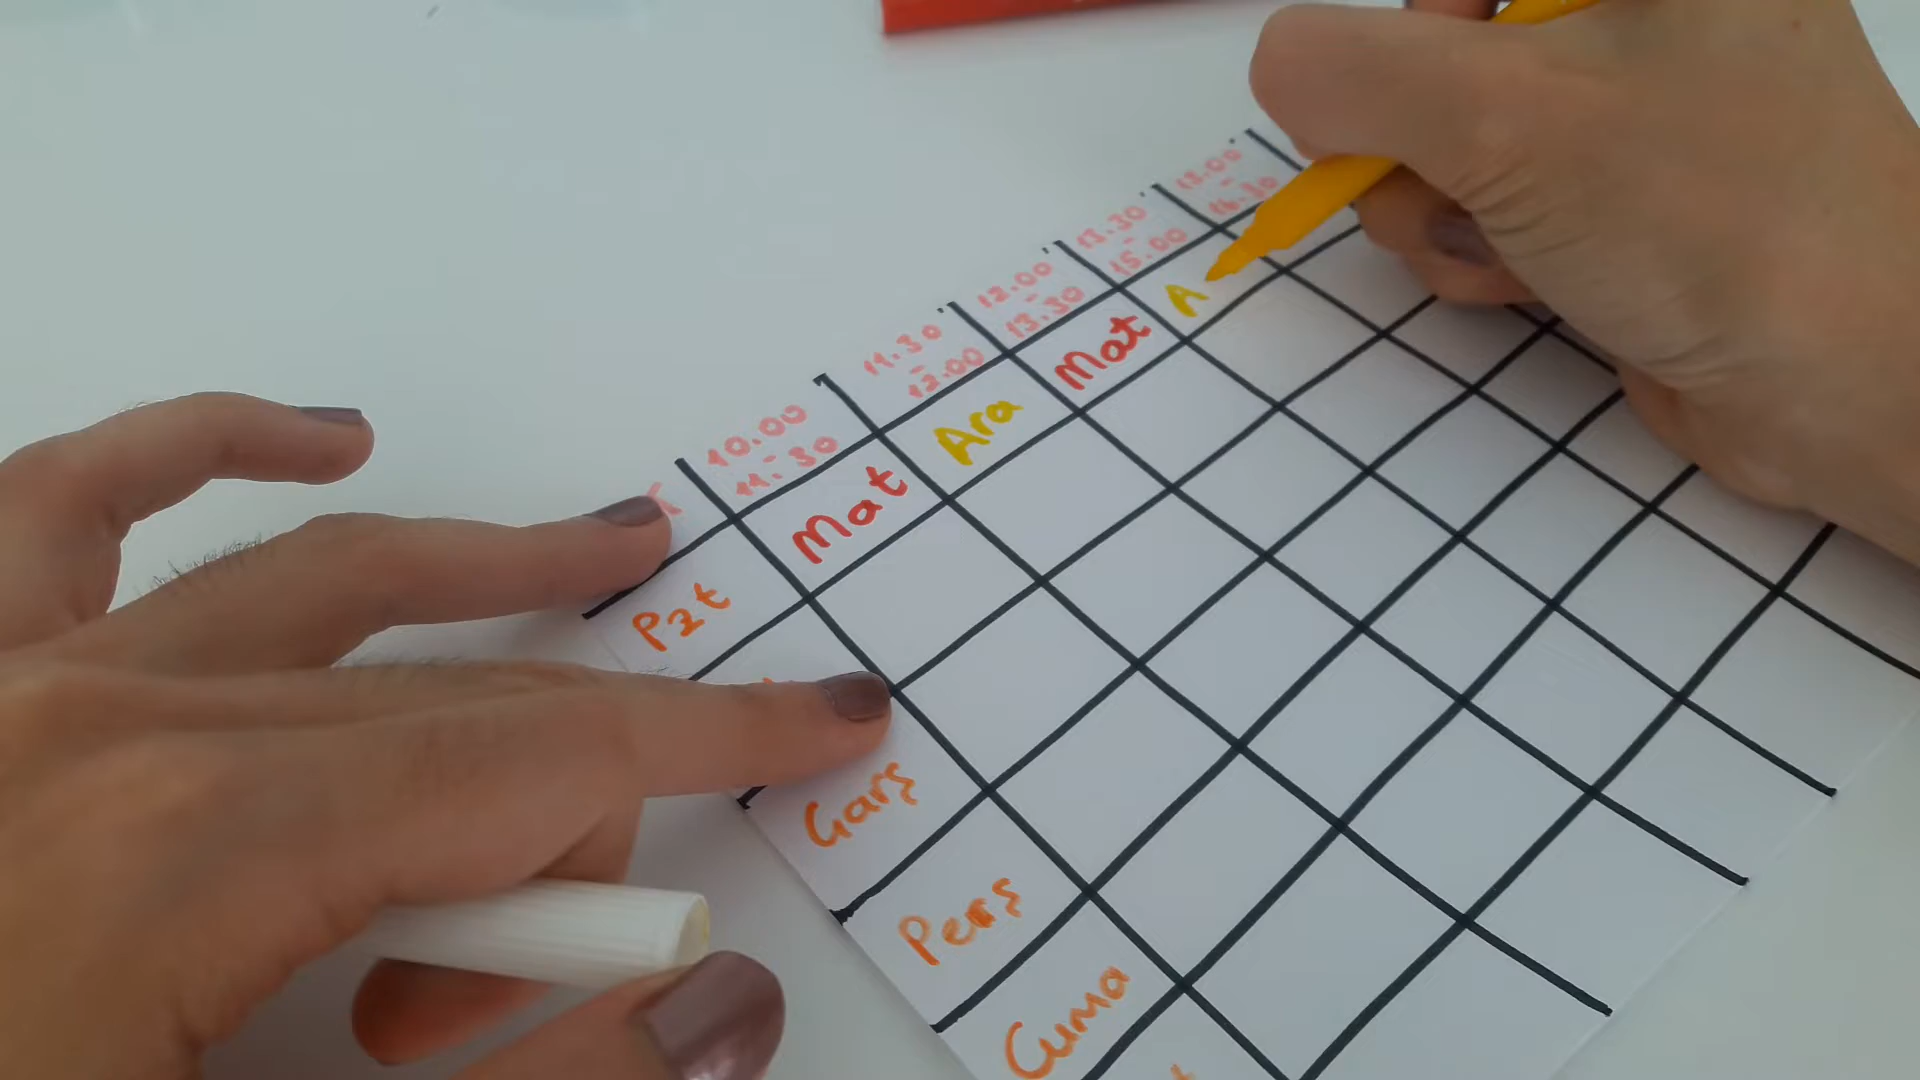 10.00
-
11.30
11.30
-
12.00
12.00
-
13.30
13.30
-
15.00
15.00
-
16.30
Pzt
Mat
Ara
Mat
A
Çarş
Perş
Cuma